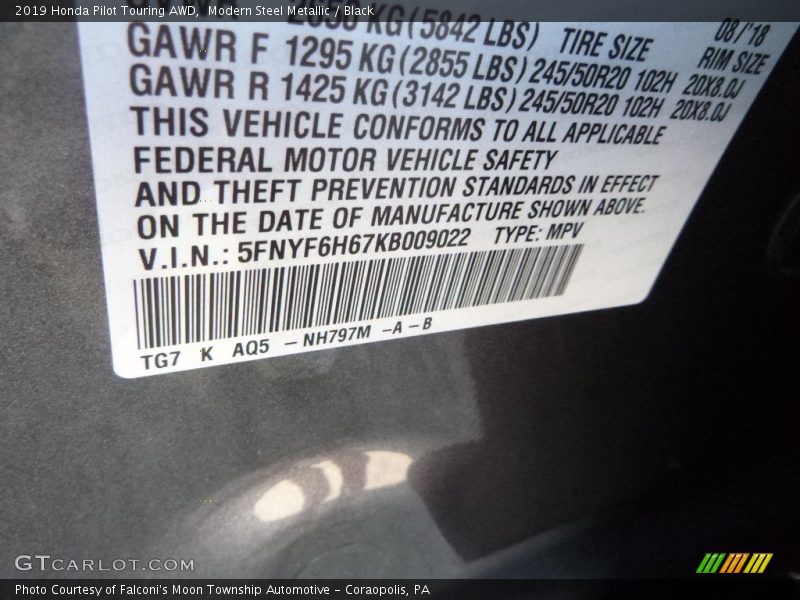 2019 Honda Pilot Touring AWD, Modern Steel Metallic / Black
KG (5842 LBS) 08/'18
TIRE SIZE RIM SIZE
GAWR F 1295 KG (2855 LBS) 245/50R20 102H 20X8.0J
GAWR R 1425 KG (3142 LBS) 245/50R20 102H 20X8.0J
THIS VEHICLE CONFORMS TO ALL APPLICABLE
FEDERAL MOTOR VEHICLE SAFETY
AND THEFT PREVENTION STANDARDS IN EFFECT
ON THE DATE OF MANUFACTURE SHOWN ABOVE.
V.I.N.: 5FNYF6H67KB009022 TYPE: MPV
TG7 K AQ5 - NH797M -A-B
GTCARLOT.COM
Photo Courtesy of Falconi's Moon Township Automotive - Coraopolis, PA